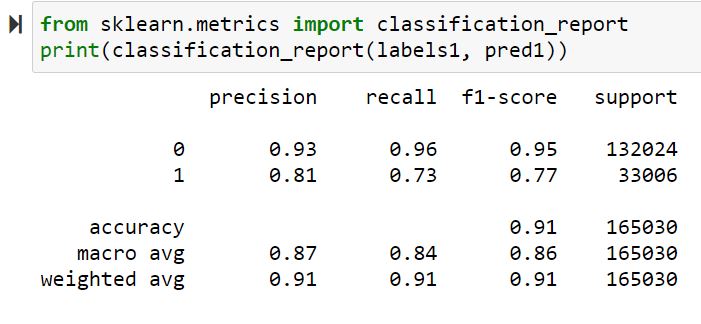 from sklearn.metrics import classification_report
print(classification_report(labels1, pred1))
precision recall f1-score support
0 0.93 0.96 0.95 132024
1 0.81 0.73 0.77 33006
accuracy 0.91 165030
macro avg 0.87 0.84 0.86 165030
weighted avg 0.91 0.91 0.91 165030